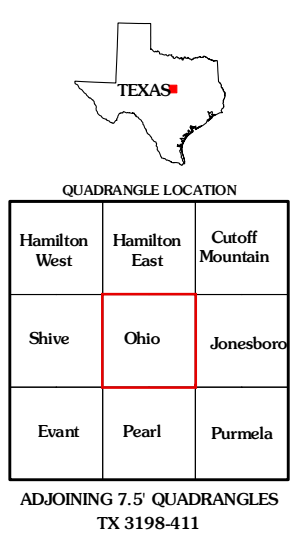 TEXAS
QUADRANGLE LOCATION
Hamilton West
Hamilton East
Cutoff Mountain
Shive
Ohio
Jonesboro
Evant
Pearl
Purmela
ADJOINING 7.5' QUADRANGLES
TX 3198-411